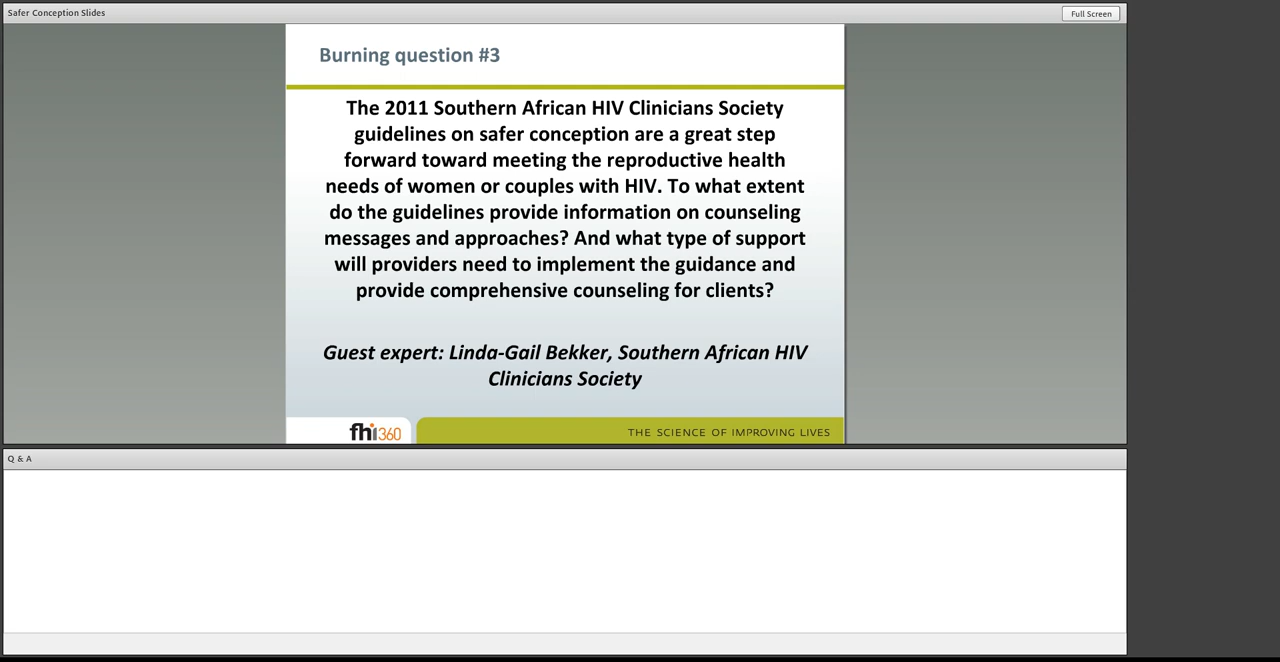 Safer Conception Slides
Full Screen
Burning question #3
The 2011 Southern African HIV Clinicians Society
guidelines on safer conception are a great step
forward toward meeting the reproductive health
needs of women or couples with HIV. To what extent
do the guidelines provide information on counseling
messages and approaches? And what type of support
will providers need to implement the guidance and
provide comprehensive counseling for clients?
Guest expert: Linda-Gail Bekker, Southern African HIV
Clinicians Society
fhi360
THE SCIENCE OF IMPROVING LIVES
Q & A